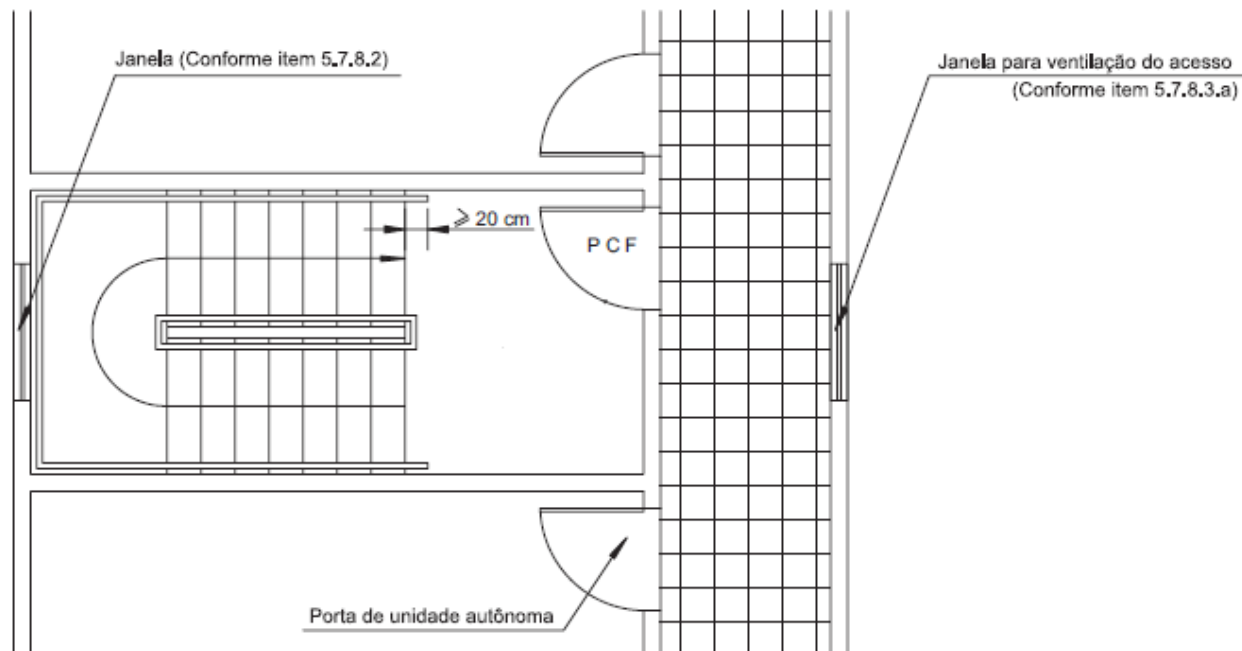 Janela (Conforme item 5.7.8.2)
Janela para ventilação do acesso
(Conforme item 5.7.8.3.a)
⩾ 20 cm
P C F
Porta de unidade autônoma